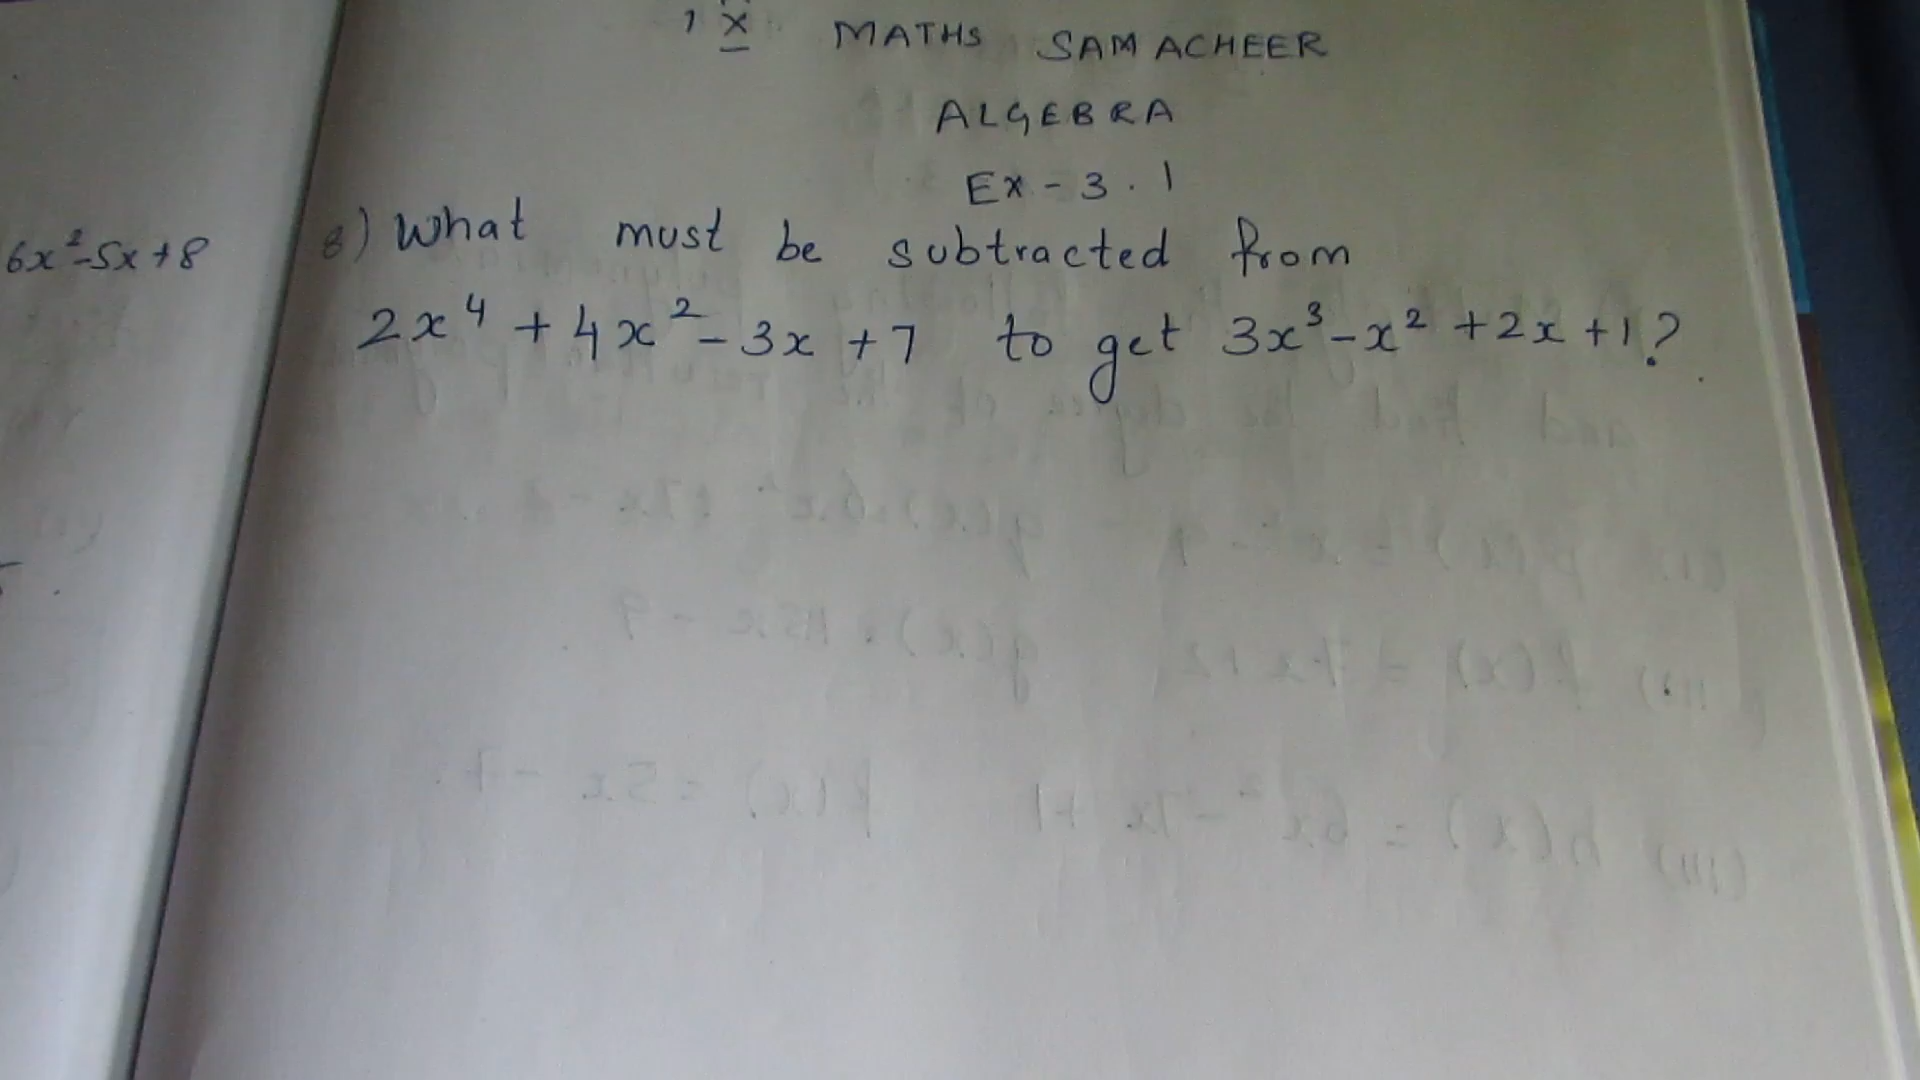 IX MATHS SAMACHEER
ALGEBRA
Ex - 3.1
6x²-5x+8
8) What must be subtracted from
2x⁴ + 4x² - 3x + 7 to get 3x³ - x² + 2x + 1?